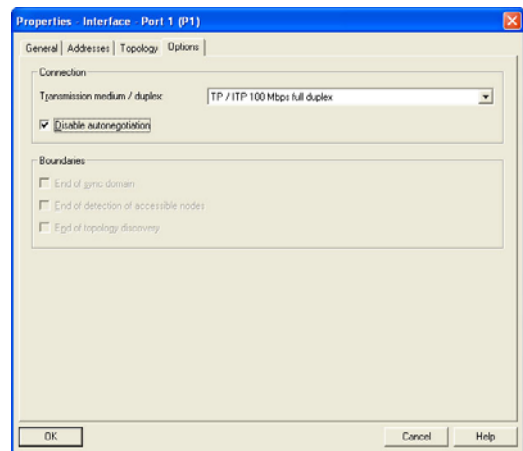 Properties - Interface - Port 1 (P1)
General Addresses Topology Options
Connection
Transmission medium / duplex: TP / ITP 100 Mbps full duplex
Disable autonegotiation
Boundaries
End of sync domain
End of detection of accessible nodes
End of topology discovery
OK Cancel Help